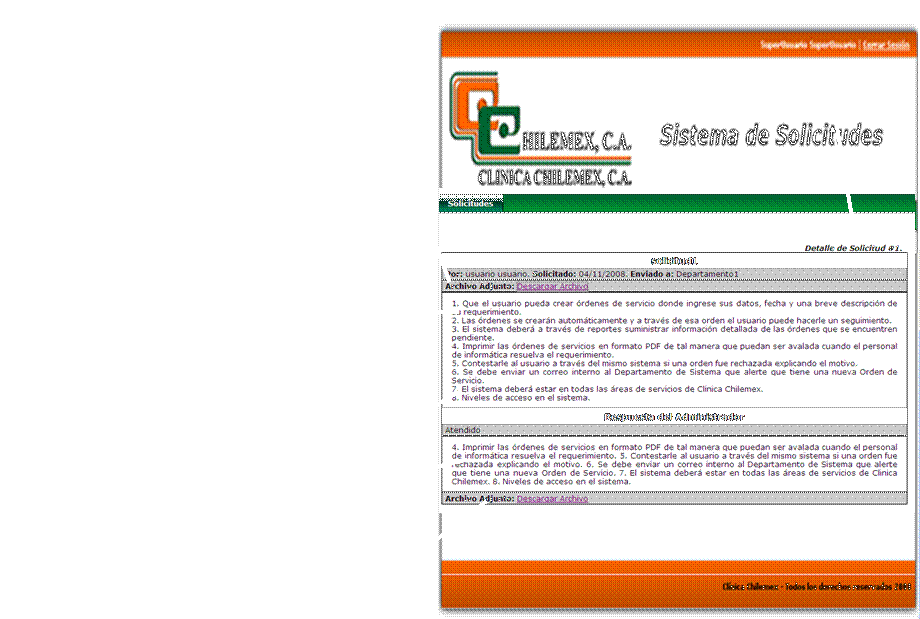 SuperUsuario SuperUsuario | Cerrar Sesión
CHILEMEX, C.A.
Sistema de Solicitudes
CLINICA CHILEMEX, C.A.
Solicitudes
Detalle de Solicitud #1.
Solicitud.
Por: usuario usuario. Solicitado: 04/11/2008. Enviado a: Departamento1
Archivo Adjunto: Descargar Archivo
1. Que el usuario pueda crear órdenes de servicio donde ingrese sus datos, fecha y una breve descripción de
su requerimiento.
2. Las órdenes se crearán automáticamente y a través de esa orden el usuario puede hacerle un seguimiento.
3. El sistema deberá a través de reportes suministrar información detallada de las órdenes que se encuentren
pendiente.
4. Imprimir las órdenes de servicios en formato PDF de tal manera que puedan ser avalada cuando el personal
de informática resuelva el requerimiento.
5. Contestarle al usuario a través del mismo sistema si una orden fue rechazada explicando el motivo.
6. Se debe enviar un correo interno al Departamento de Sistema que alerte que tiene una nueva Orden de
Servicio.
7. El sistema deberá estar en todas las áreas de servicios de Clinica Chilemex.
8. Niveles de acceso en el sistema.
Respuesta del Administrador
Atendido
4. Imprimir las órdenes de servicios en formato PDF de tal manera que puedan ser avalada cuando el personal
de informática resuelva el requerimiento. 5. Contestarle al usuario a través del mismo sistema si una orden fue
rechazada explicando el motivo. 6. Se debe enviar un correo interno al Departamento de Sistema que alerte
que tiene una nueva Orden de Servicio. 7. El sistema deberá estar en todas las áreas de servicios de Clinica
Chilemex. 8. Niveles de acceso en el sistema.
Archivo Adjunto: Descargar Archivo
Clinica Chilemex - Todos los derechos reservados 2008